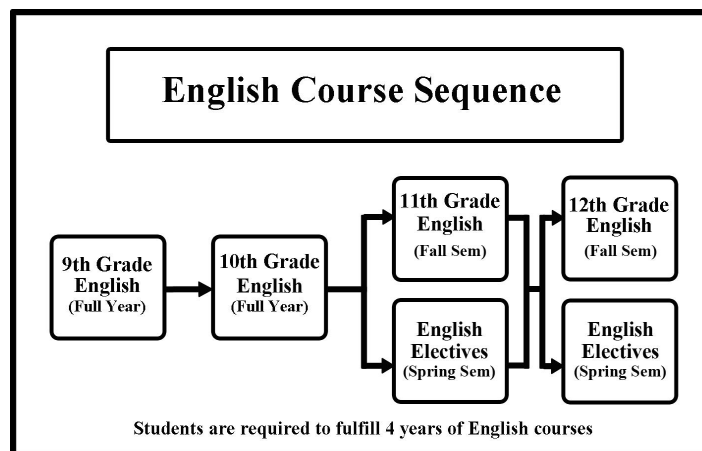 English Course Sequence
9th Grade
English
(Full Year)
10th Grade
English
(Full Year)
11th Grade
English
(Fall Sem)
English
Electives
(Spring Sem)
12th Grade
English
(Fall Sem)
English
Electives
(Spring Sem)
Students are required to fulfill 4 years of English courses